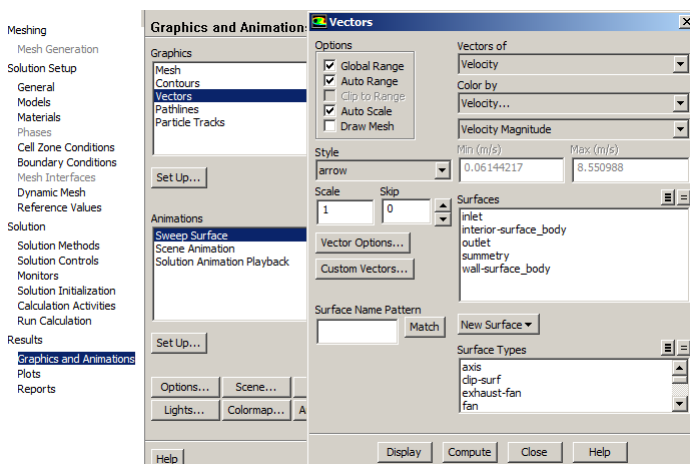 Meshing
Mesh Generation
Solution Setup
General
Models
Materials
Phases
Cell Zone Conditions
Boundary Conditions
Mesh Interfaces
Dynamic Mesh
Reference Values
Solution
Solution Methods
Solution Controls
Monitors
Solution Initialization
Calculation Activities
Run Calculation
Results
Graphics and Animations
Plots
Reports
Graphics and Animation
Graphics
Mesh
Contours
Vectors
Pathlines
Particle Tracks
Set Up...
Animations
Sweep Surface
Scene Animation
Solution Animation Playback
Set Up...
Options... Scene...
Lights... Colormap... A
Help
Vectors
Options
Global Range
Auto Range
Clip to Range
Auto Scale
Draw Mesh
Style
arrow
Scale Skip
1 0
Vector Options...
Custom Vectors...
Surface Name Pattern
Match
Vectors of
Velocity
Color by
Velocity...
Velocity Magnitude
Min (m/s) Max (m/s)
0.06144217 8.550988
Surfaces
inlet
interior-surface_body
outlet
summetry
wall-surface_body
New Surface
Surface Types
axis
clip-surf
exhaust-fan
fan
Display Compute Close Help